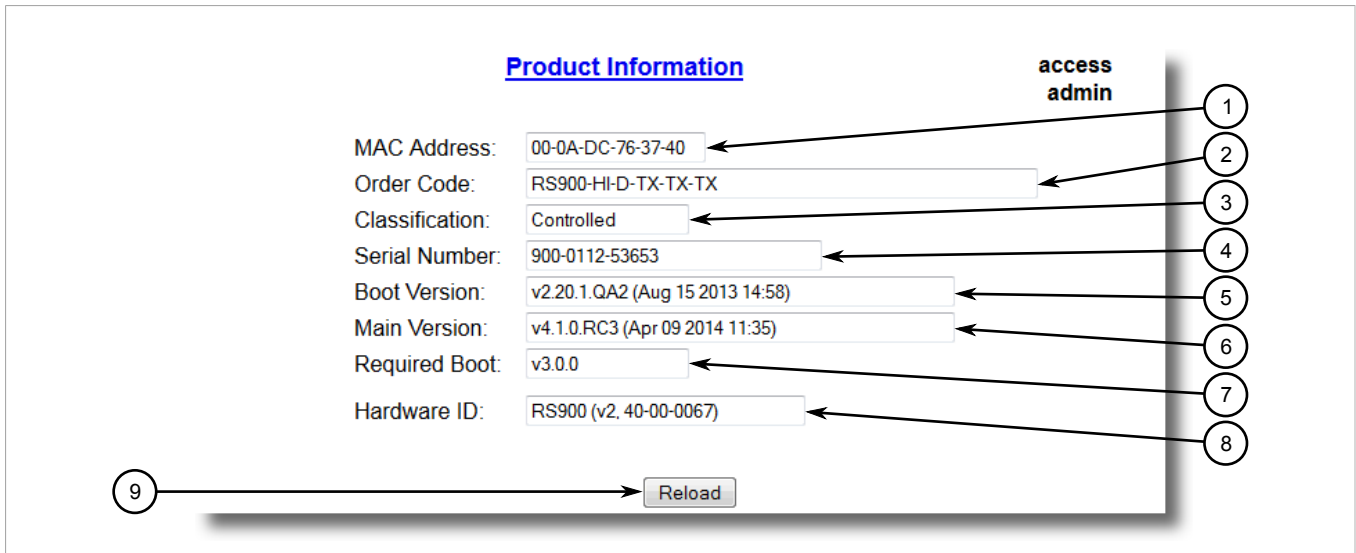 Product Information
access
admin
MAC Address: 00-0A-DC-76-37-40
Order Code: RS900-HI-D-TX-TX-TX
Classification: Controlled
Serial Number: 900-0112-53653
Boot Version: v2.20.1.QA2 (Aug 15 2013 14:58)
Main Version: v4.1.0.RC3 (Apr 09 2014 11:35)
Required Boot: v3.0.0
Hardware ID: RS900 (v2, 40-00-0067)
Reload
1
2
3
4
5
6
7
8
9